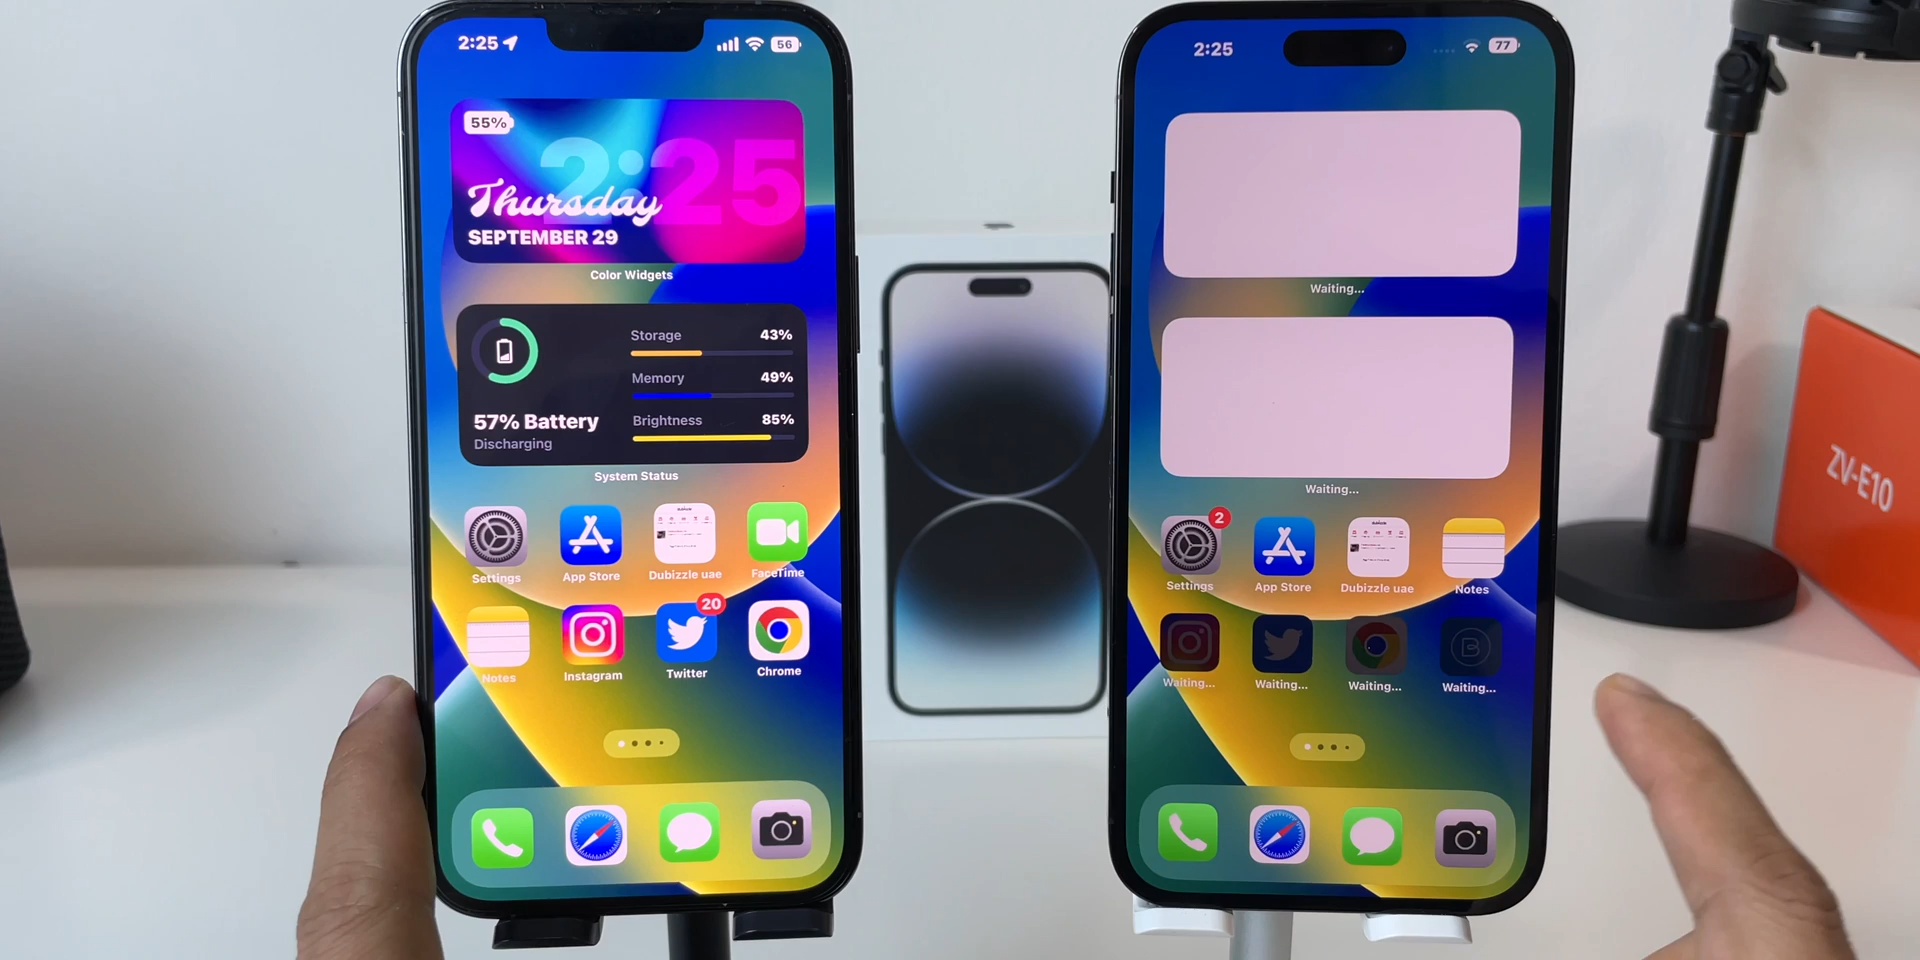 2:25
56
55%
2:25
Thursday
SEPTEMBER 29
Color Widgets
Storage 43%
Memory 49%
57% Battery
Brightness 85%
Discharging
System Status
Settings
App Store
Dubizzle uae
FaceTime
20
Notes
Instagram
Twitter
Chrome
2:25
77
Waiting...
Waiting...
2
Settings
App Store
Dubizzle uae
Notes
B
Waiting...
Waiting...
Waiting...
Waiting...
ZV-E10